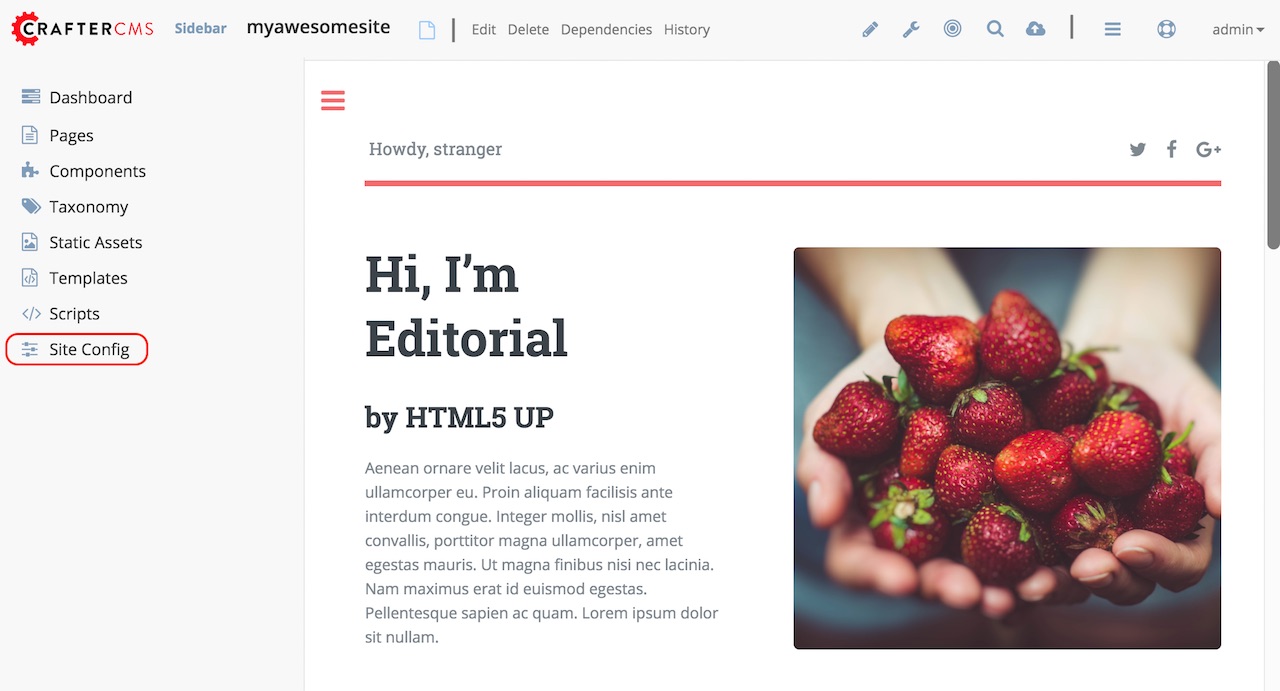 CRAFTERCMS Sidebar myawesomesite Edit Delete Dependencies History admin
Dashboard
Pages
Components
Taxonomy
Static Assets
Templates
Scripts
Site Config
Howdy, stranger
Hi, I’m
Editorial
by HTML5 UP
Aenean ornare velit lacus, ac varius enim
ullamcorper eu. Proin aliquam facilisis ante
interdum congue. Integer mollis, nisl amet
convallis, porttitor magna ullamcorper, amet
egestas mauris. Ut magna finibus nisi nec lacinia.
Nam maximus erat id euismod egestas.
Pellentesque sapien ac quam. Lorem ipsum dolor
sit nullam.